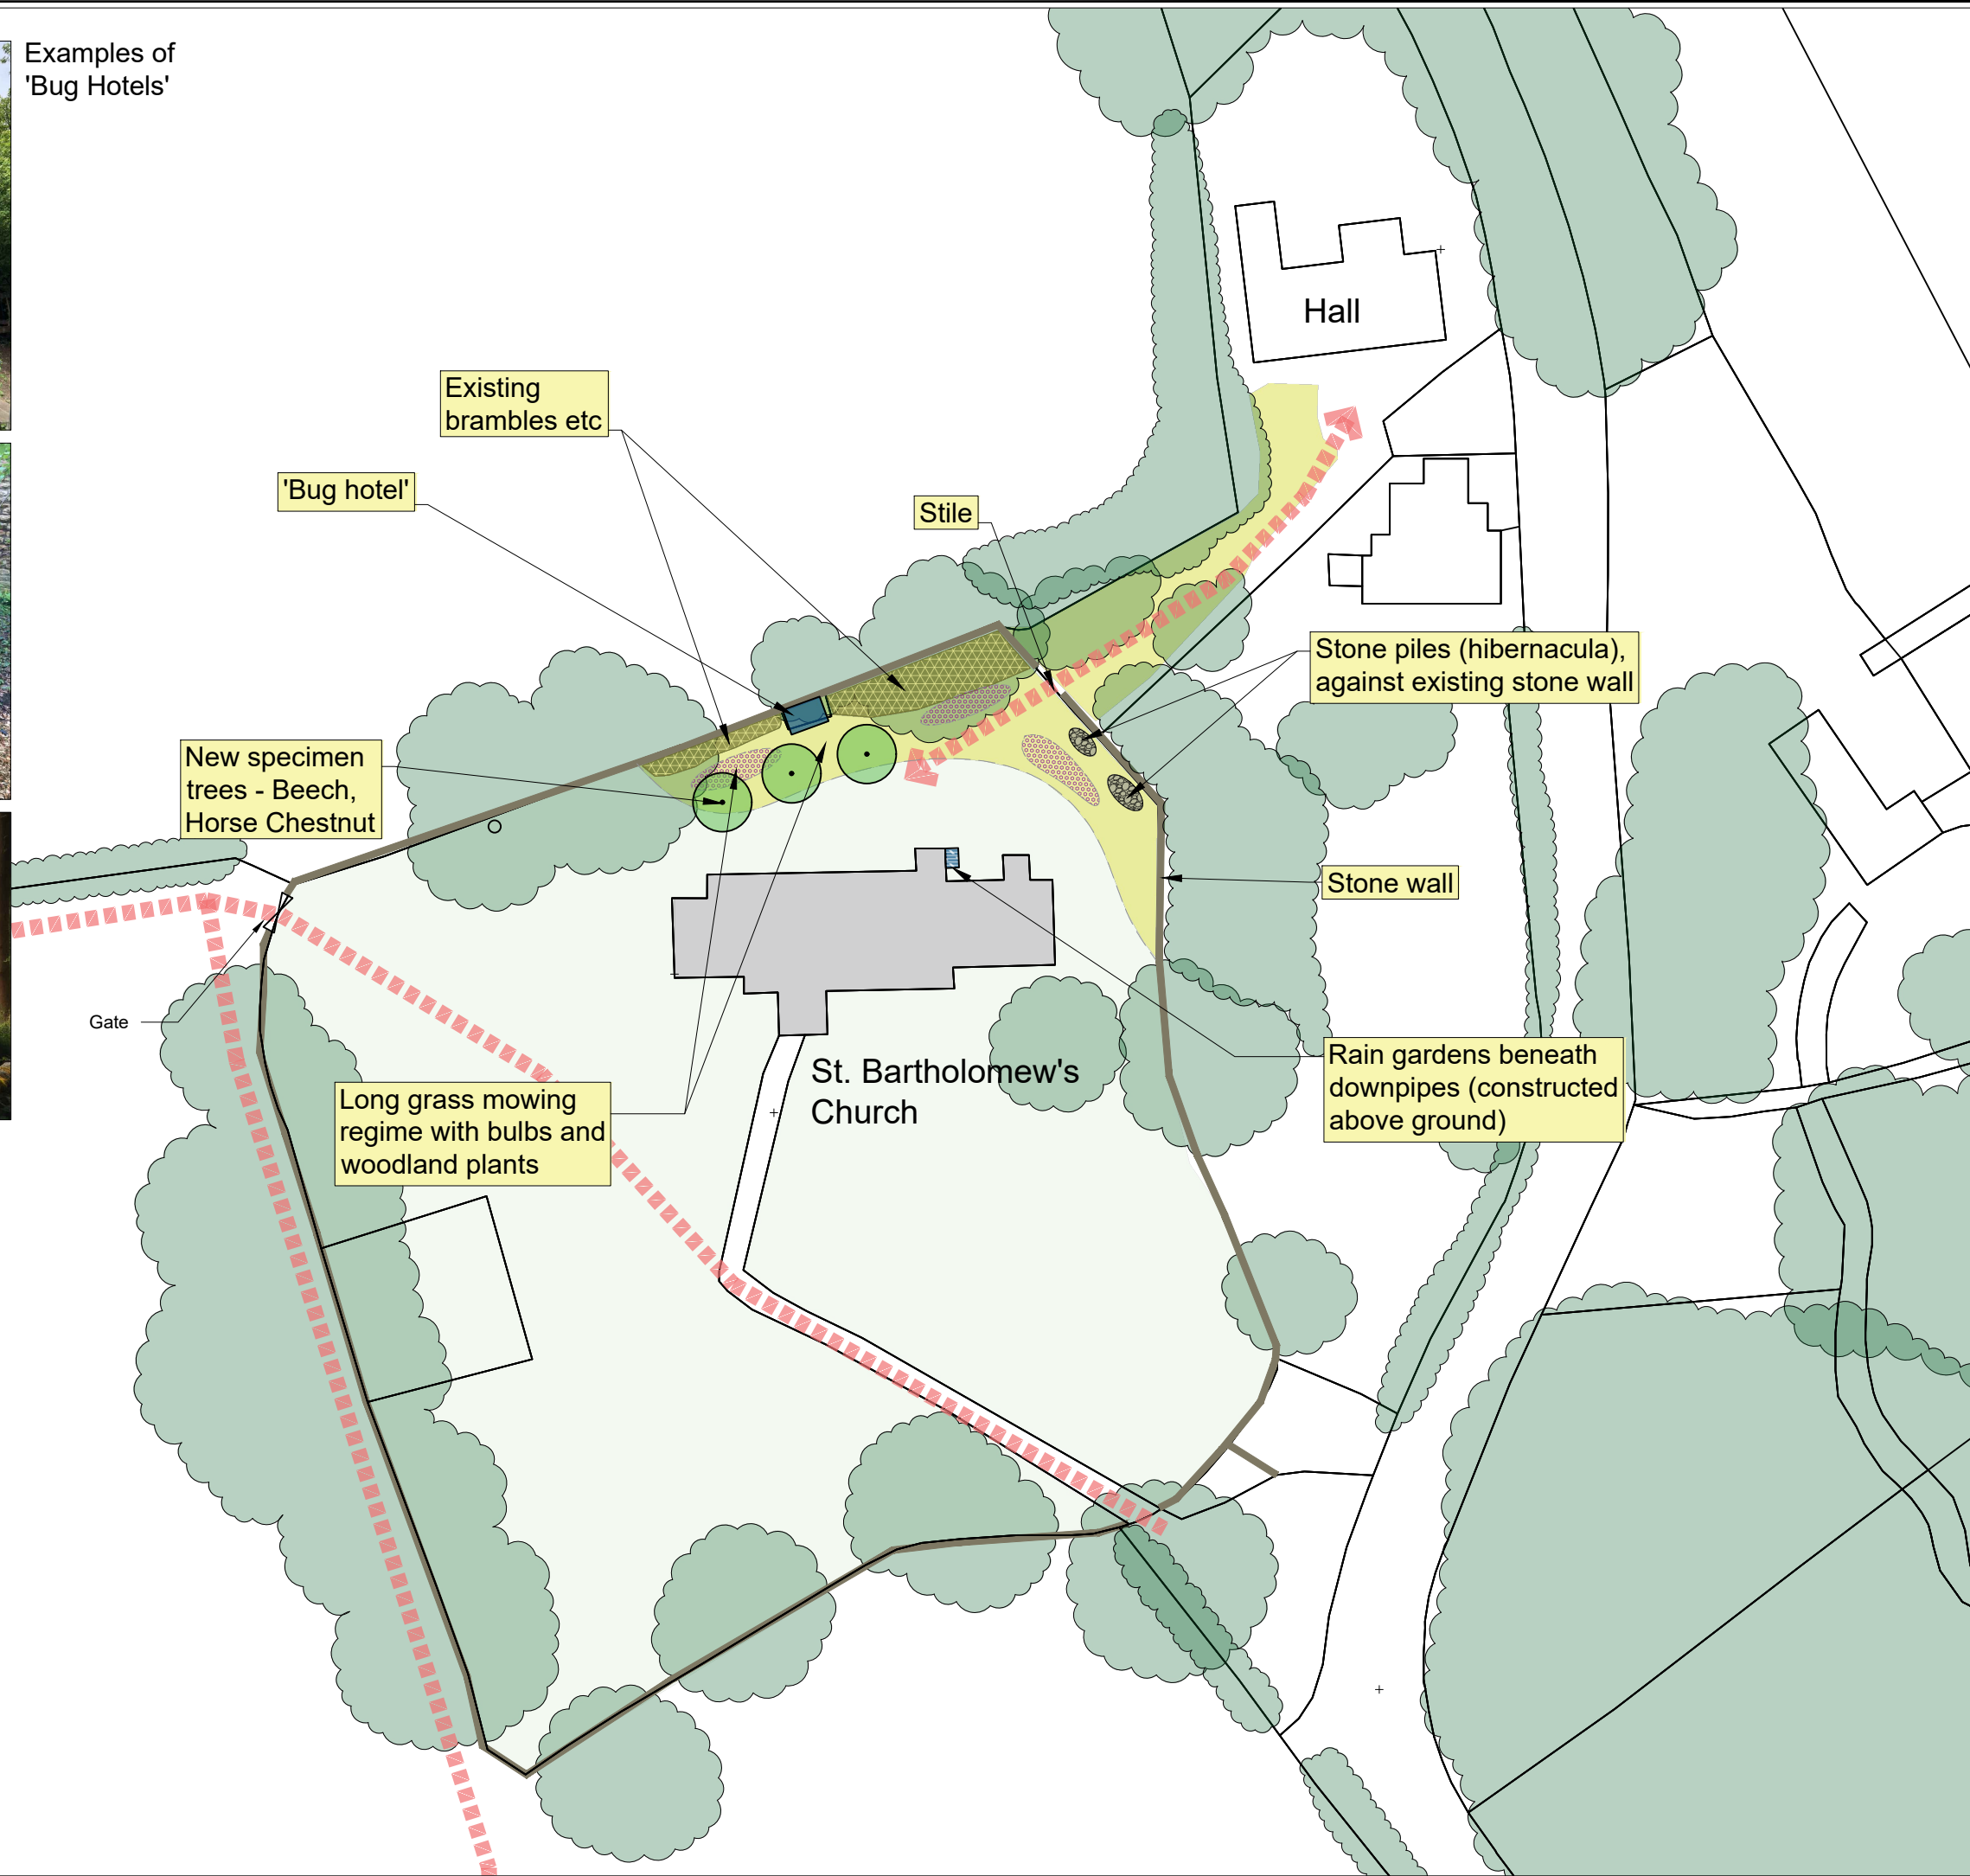 Examples of
'Bug Hotels'
Hall
Existing
brambles etc
'Bug hotel'
Stile
Stone piles (hibernacula),
against existing stone wall
New specimen
trees - Beech,
Horse Chestnut
Stone wall
Gate
St. Bartholomew's
Church
Rain gardens beneath
downpipes (constructed
above ground)
Long grass mowing
regime with bulbs and
woodland plants